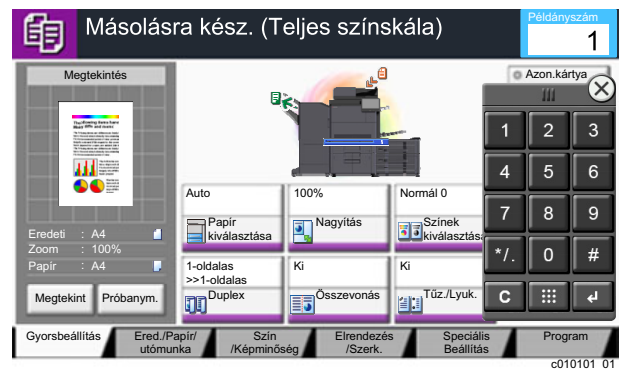 Másolásra kész. (Teljes színskála)
Példányszám
1
Megtekintés
Azon.kártya
Eredeti : A4
Zoom : 100%
Papír : A4
Megtekint
Próbanym.
Auto
Papír
kiválasztása
100%
Nagyítás
Normál 0
Színek
kiválasztás
1-oldalas
>>1-oldalas
Duplex
Ki
Összevonás
Ki
Tűz./Lyuk.
1 2 3
4 5 6
7 8 9
*/. 0 #
C
Gyorsbeállítás
Ered./Papír/
utómunka
Szín
/Képminőség
Elrendezés
/Szerk.
Speciális
Beállítás
Program
c010101_01